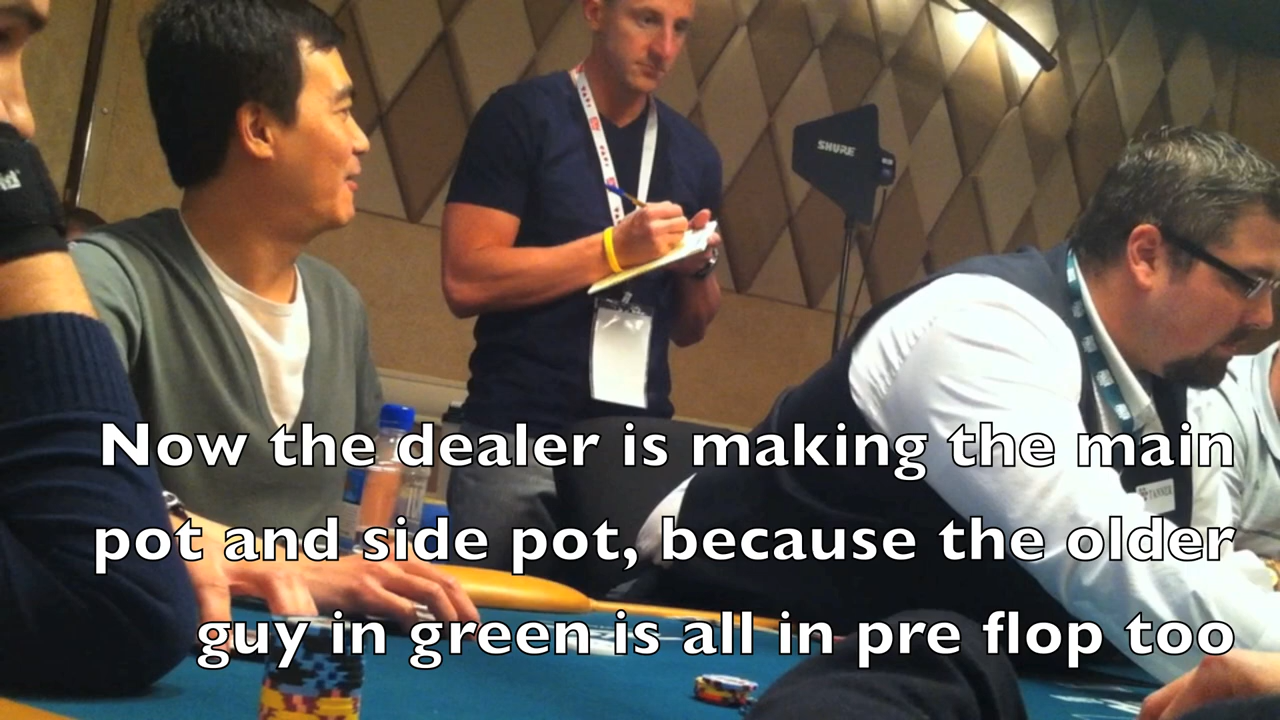 SHURE
Now the dealer is making the main
pot and side pot, because the older
guy in green is all in pre flop too
TANNER